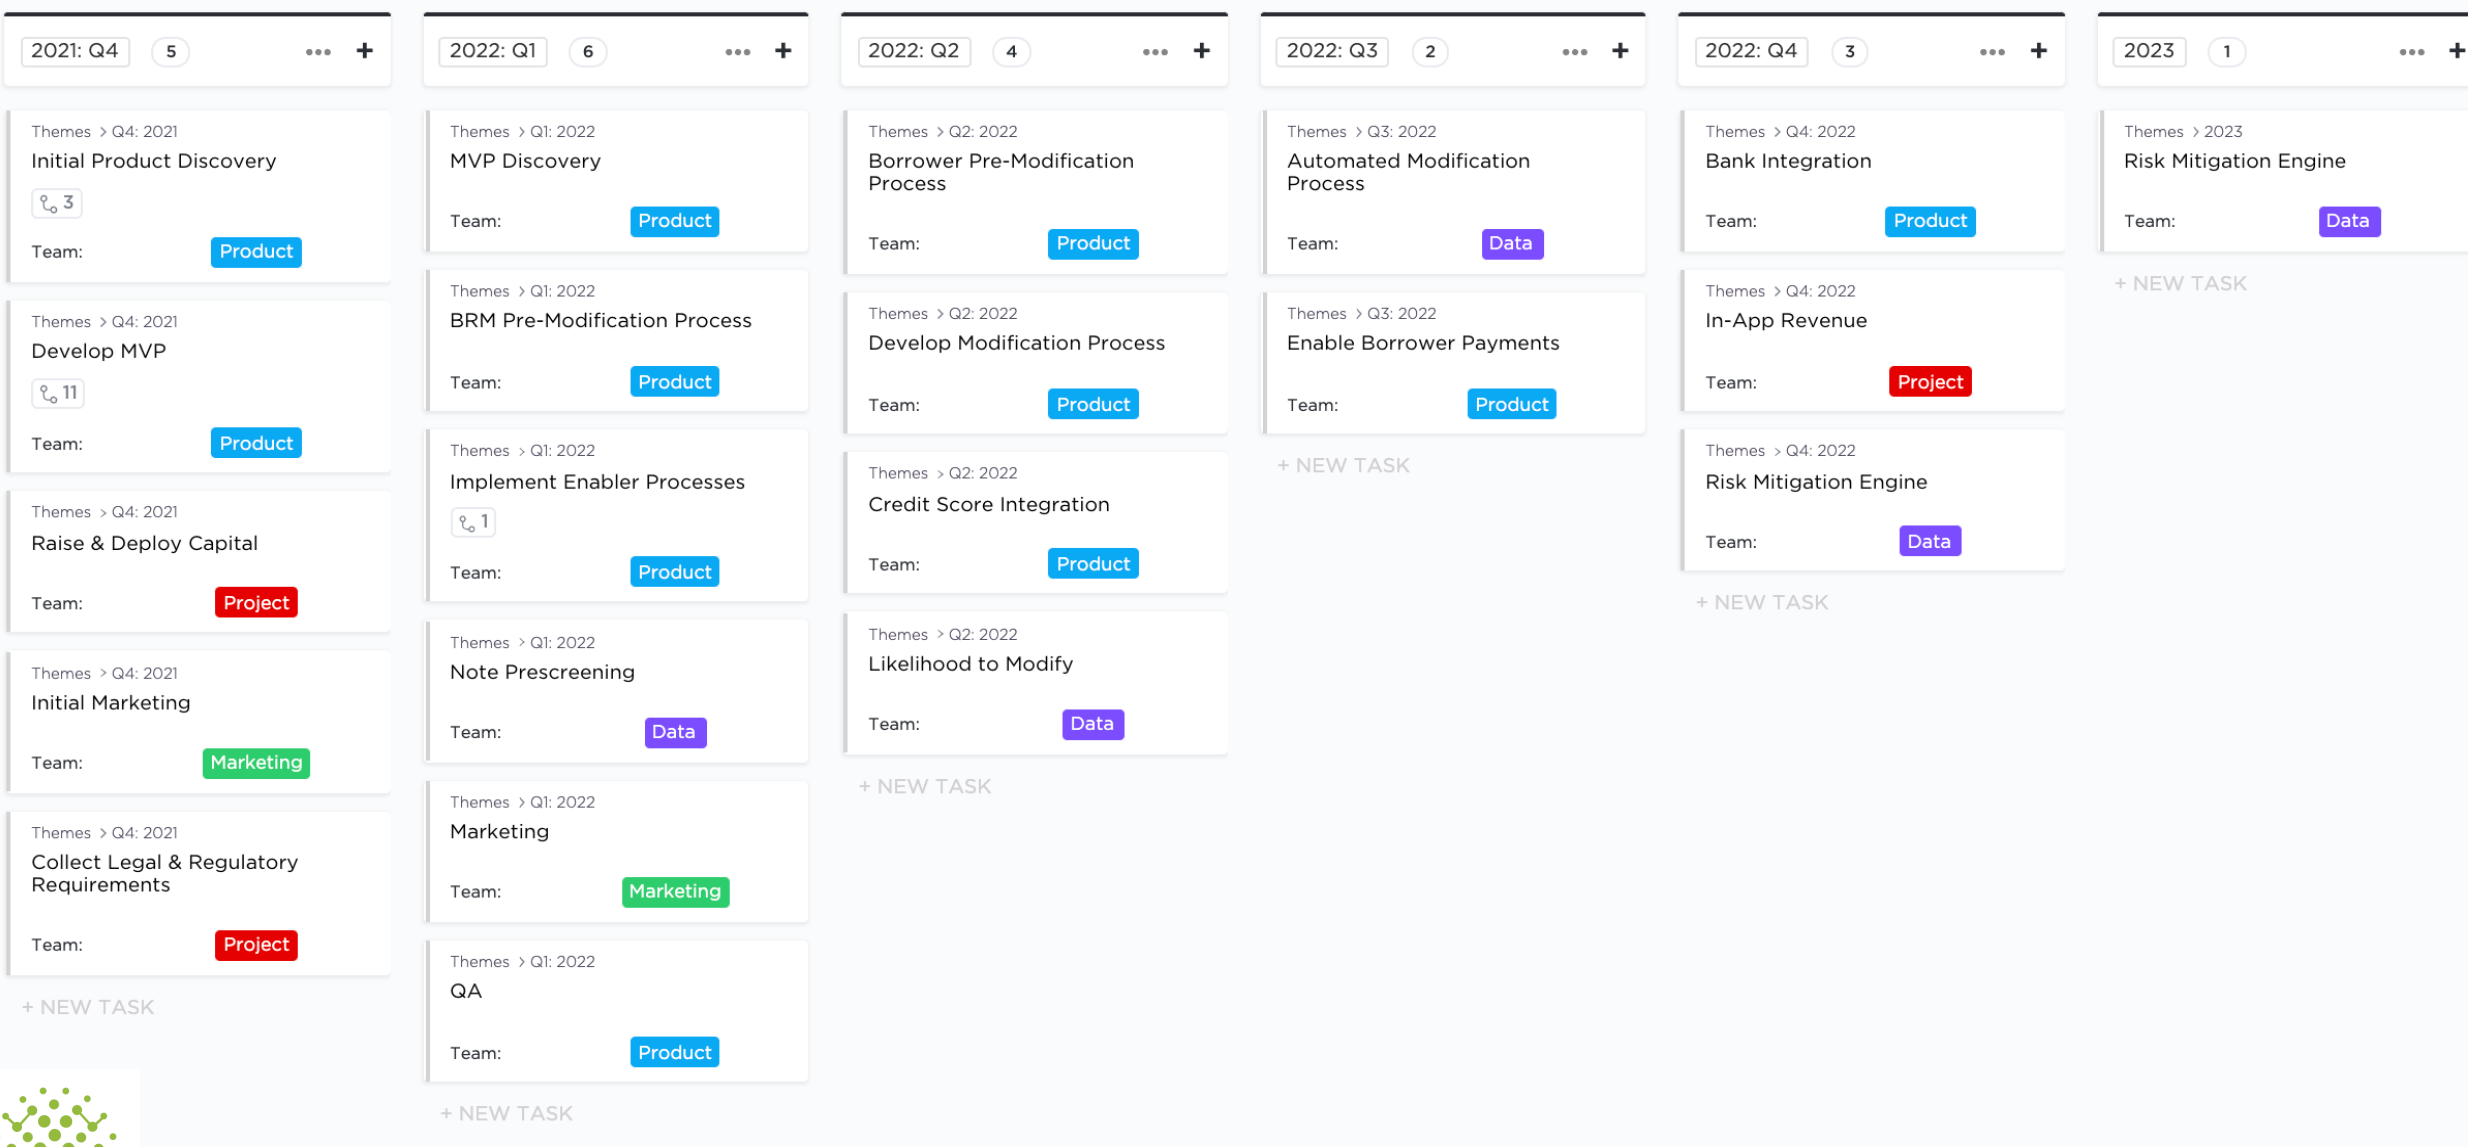 2021: Q4 5 ••• +
Themes > Q4: 2021
Initial Product Discovery
3
Team: Product
Themes > Q4: 2021
Develop MVP
11
Team: Product
Themes > Q4: 2021
Raise & Deploy Capital
Team: Project
Themes > Q4: 2021
Initial Marketing
Team: Marketing
Themes > Q4: 2021
Collect Legal & Regulatory
Requirements
Team: Project
+ NEW TASK
2022: Q1 6 ••• +
Themes > Q1: 2022
MVP Discovery
Team: Product
Themes > Q1: 2022
BRM Pre-Modification Process
Team: Product
Themes > Q1: 2022
Implement Enabler Processes
1
Team: Product
Themes > Q1: 2022
Note Prescreening
Team: Data
Themes > Q1: 2022
Marketing
Team: Marketing
Themes > Q1: 2022
QA
Team: Product
+ NEW TASK
2022: Q2 4 ••• +
Themes > Q2: 2022
Borrower Pre-Modification
Process
Team: Product
Themes > Q2: 2022
Develop Modification Process
Team: Product
Themes > Q2: 2022
Credit Score Integration
Team: Product
Themes > Q2: 2022
Likelihood to Modify
Team: Data
+ NEW TASK
2022: Q3 2 ••• +
Themes > Q3: 2022
Automated Modification
Process
Team: Data
Themes > Q3: 2022
Enable Borrower Payments
Team: Product
+ NEW TASK
2022: Q4 3 ••• +
Themes > Q4: 2022
Bank Integration
Team: Product
Themes > Q4: 2022
In-App Revenue
Team: Project
Themes > Q4: 2022
Risk Mitigation Engine
Team: Data
+ NEW TASK
2023 1 ••• +
Themes > 2023
Risk Mitigation Engine
Team: Data
+ NEW TASK